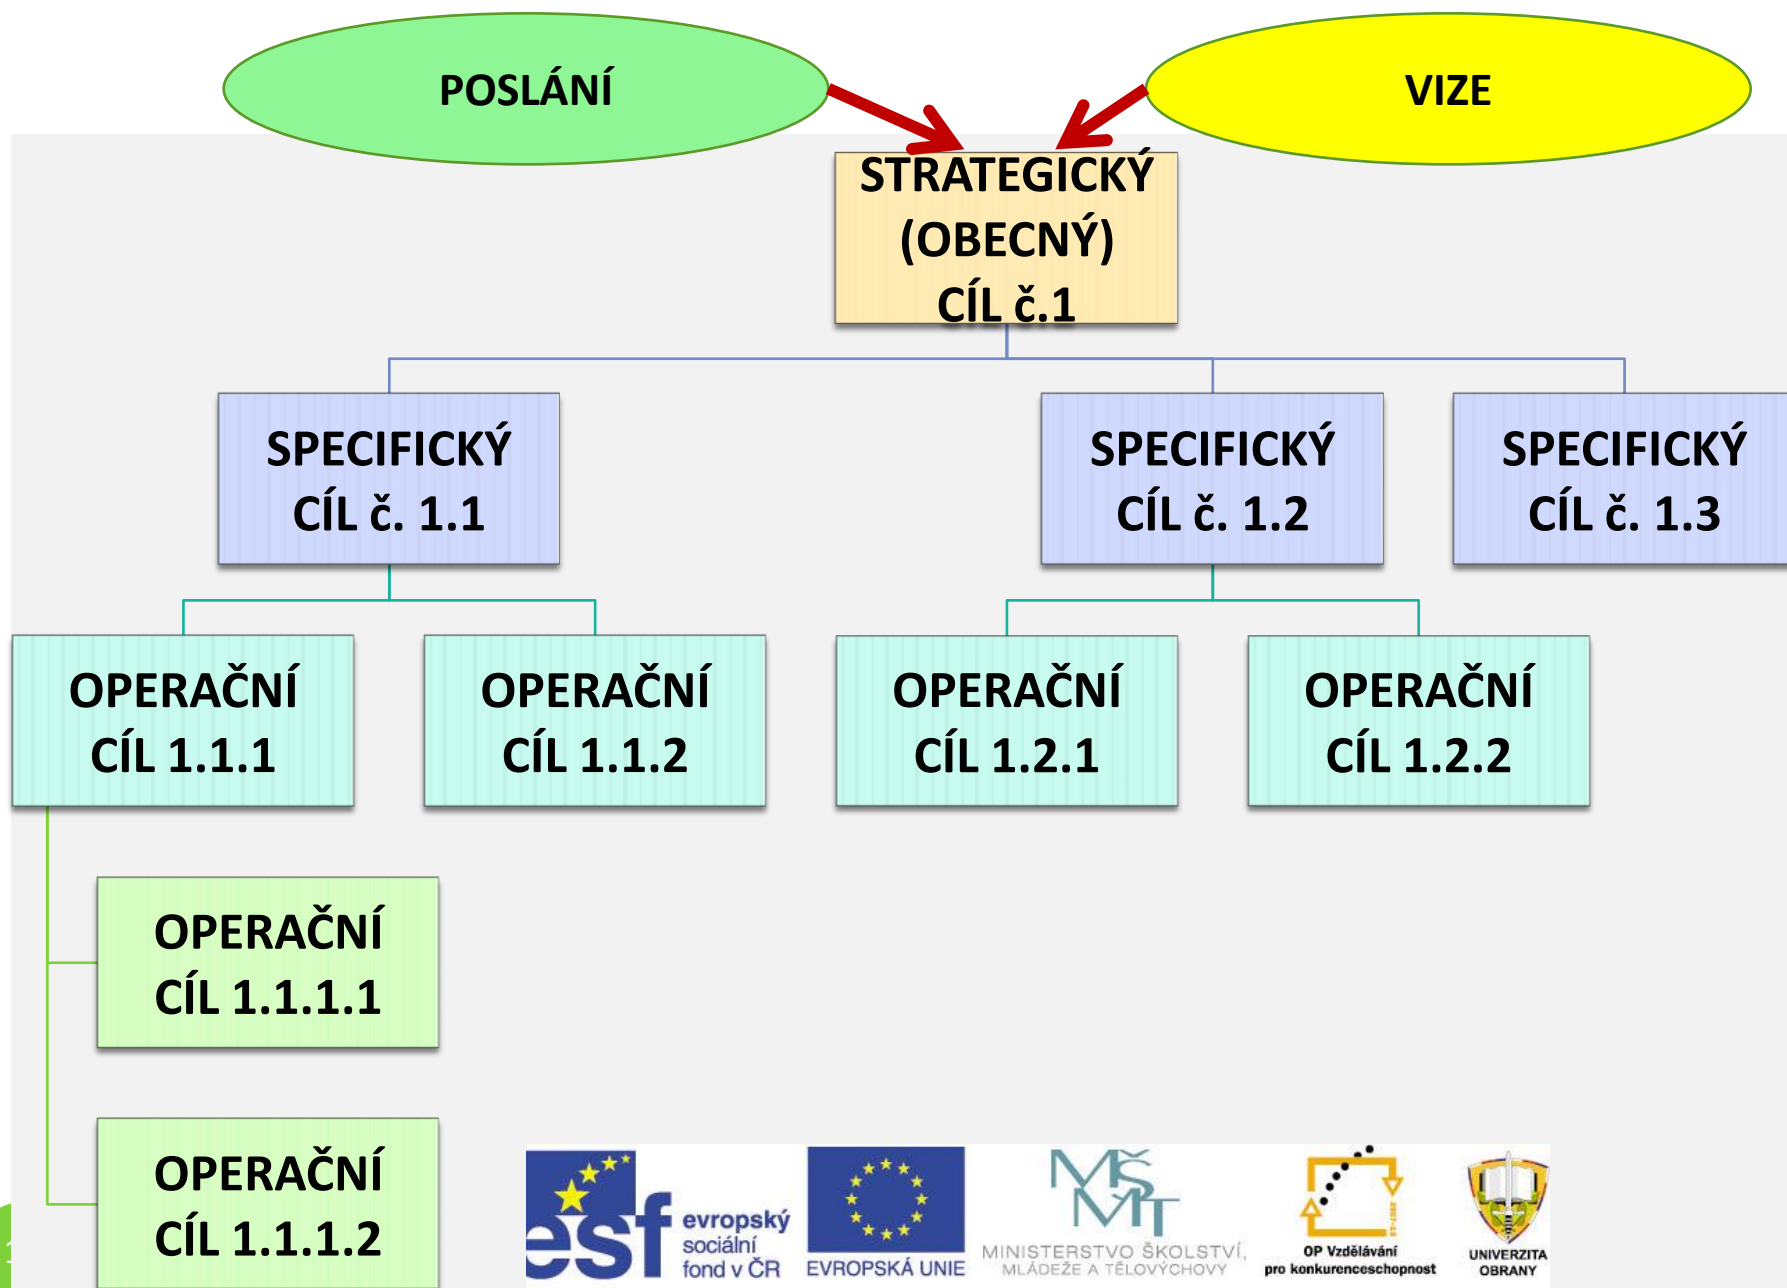 POSLÁNÍ
VIZE
STRATEGICKÝ
(OBECNÝ)
CÍL č.1
SPECIFICKÝ
CÍL č. 1.1
SPECIFICKÝ
CÍL č. 1.2
SPECIFICKÝ
CÍL č. 1.3
OPERAČNÍ
CÍL 1.1.1
OPERAČNÍ
CÍL 1.1.2
OPERAČNÍ
CÍL 1.2.1
OPERAČNÍ
CÍL 1.2.2
OPERAČNÍ
CÍL 1.1.1.1
OPERAČNÍ
CÍL 1.1.1.2
esf
evropský
sociální
fond v ČR
EVROPSKÁ UNIE
MŠMT
MINISTERSTVO ŠKOLSTVÍ,
MLÁDEŽE A TĚLOVÝCHOVY
2007-13
OP Vzdělávání
pro konkurenceschopnost
UNIVERZITA
OBRANY